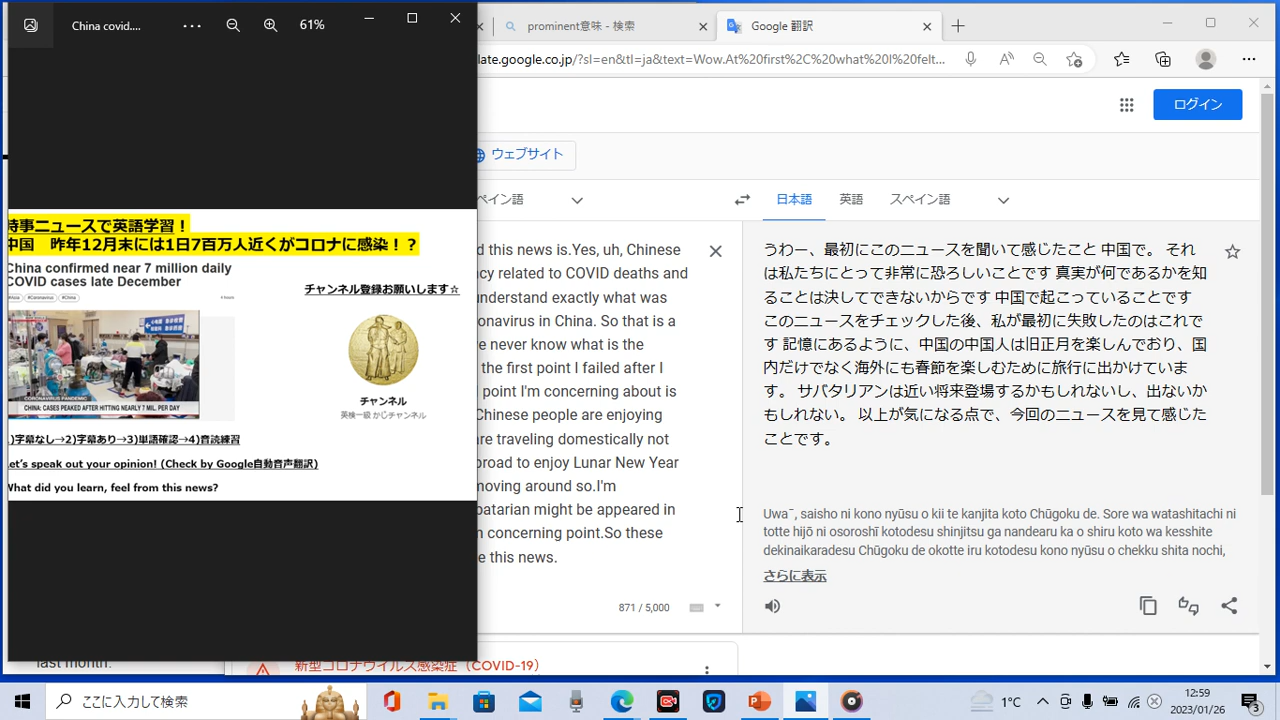 China covid....
61%
prominent意味 - 検索
Google 翻訳
late.google.co.jp/?sl=en&tl=ja&text=Wow.At%20first%2C%20what%20I%20felt...
ログイン
ウェブサイト
ペイン語
日本語
英語
スペイン語
時事ニュースで英語学習！
中国 昨年12月末には1日7百万人近くがコロナに感染！？
China confirmed near 7 million daily
COVID cases late December
#Asia
#Coronavirus
#China
チャンネル登録お願いします☆
CORONAVIRUS PANDEMIC
CHINA: CASES PEAKED AFTER HITTING NEARLY 7 MIL. PER DAY
チャンネル
英検一級 かじチャンネル
)字幕なし→2)字幕あり→3)単語確認→4)音読練習
Let's speak out your opinion! (Check by Google自動音声翻訳)
What did you learn, feel from this news?
d this news is.Yes, uh, Chinese
cy related to COVID deaths and
understand exactly what was
onavirus in China. So that is a
e never know what is the
the first point I failed after I
point I'm concerning about is
Chinese people are enjoying
are traveling domestically not
broad to enjoy Lunar New Year
moving around so.I'm
patarian might be appeared in
n concerning point.So these
e this news.
871 / 5,000
うわー、最初にこのニュースを聞いて感じたこと 中国で。 それ
は私たちにとって非常に恐ろしいことです 真実が何であるかを知
ることは決してできないからです 中国で起こっていることです
このニュースをチェックした後、私が最初に失敗したのはこれで
す 記憶にあるように、中国の中国人は旧正月を楽しんでおり、国
内だけでなく海外にも春節を楽しむために旅行に出かけていま
す。 サバタリアンは近い将来登場するかもしれないし、出ないか
もしれない。 以上が気になる点で、今回のニュースを見て感じた
ことです。
Uwa ̄, saisho ni kono nyūsu o kii te kanjita koto Chūgoku de. Sore wa watashitachi ni
totte hijō ni osoroshī kotodesu shinjitsu ga nandearu ka o shiru koto wa kesshite
dekinaikaradesu Chūgoku de okotte iru kotodesu kono nyūsu o chekku shita nochi,
さらに表示
last month.
新型コロナウイルス感染症（COVID-19）
ここに入力して検索
1°C
2:59
2023/01/26
3